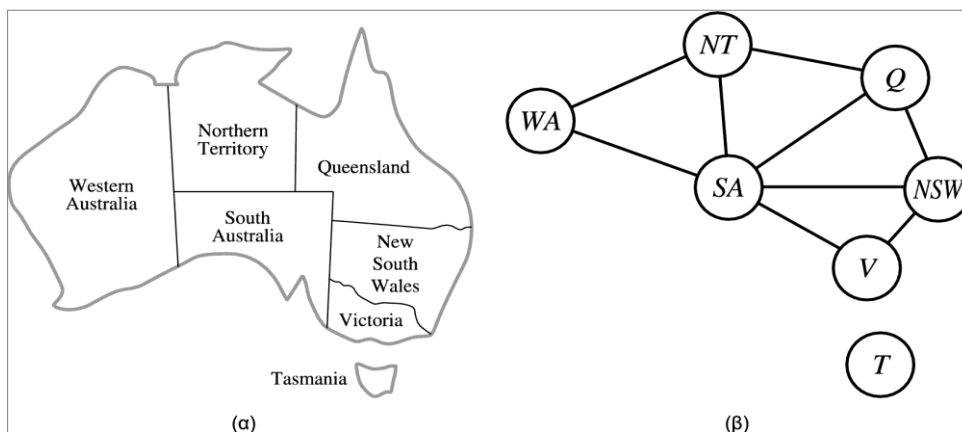 Northern
Territory
Western
Australia
Queensland
South
Australia
New
South
Wales
Victoria
Tasmania
(α)
NT
Q
WA
SA
NSW
V
T
(β)